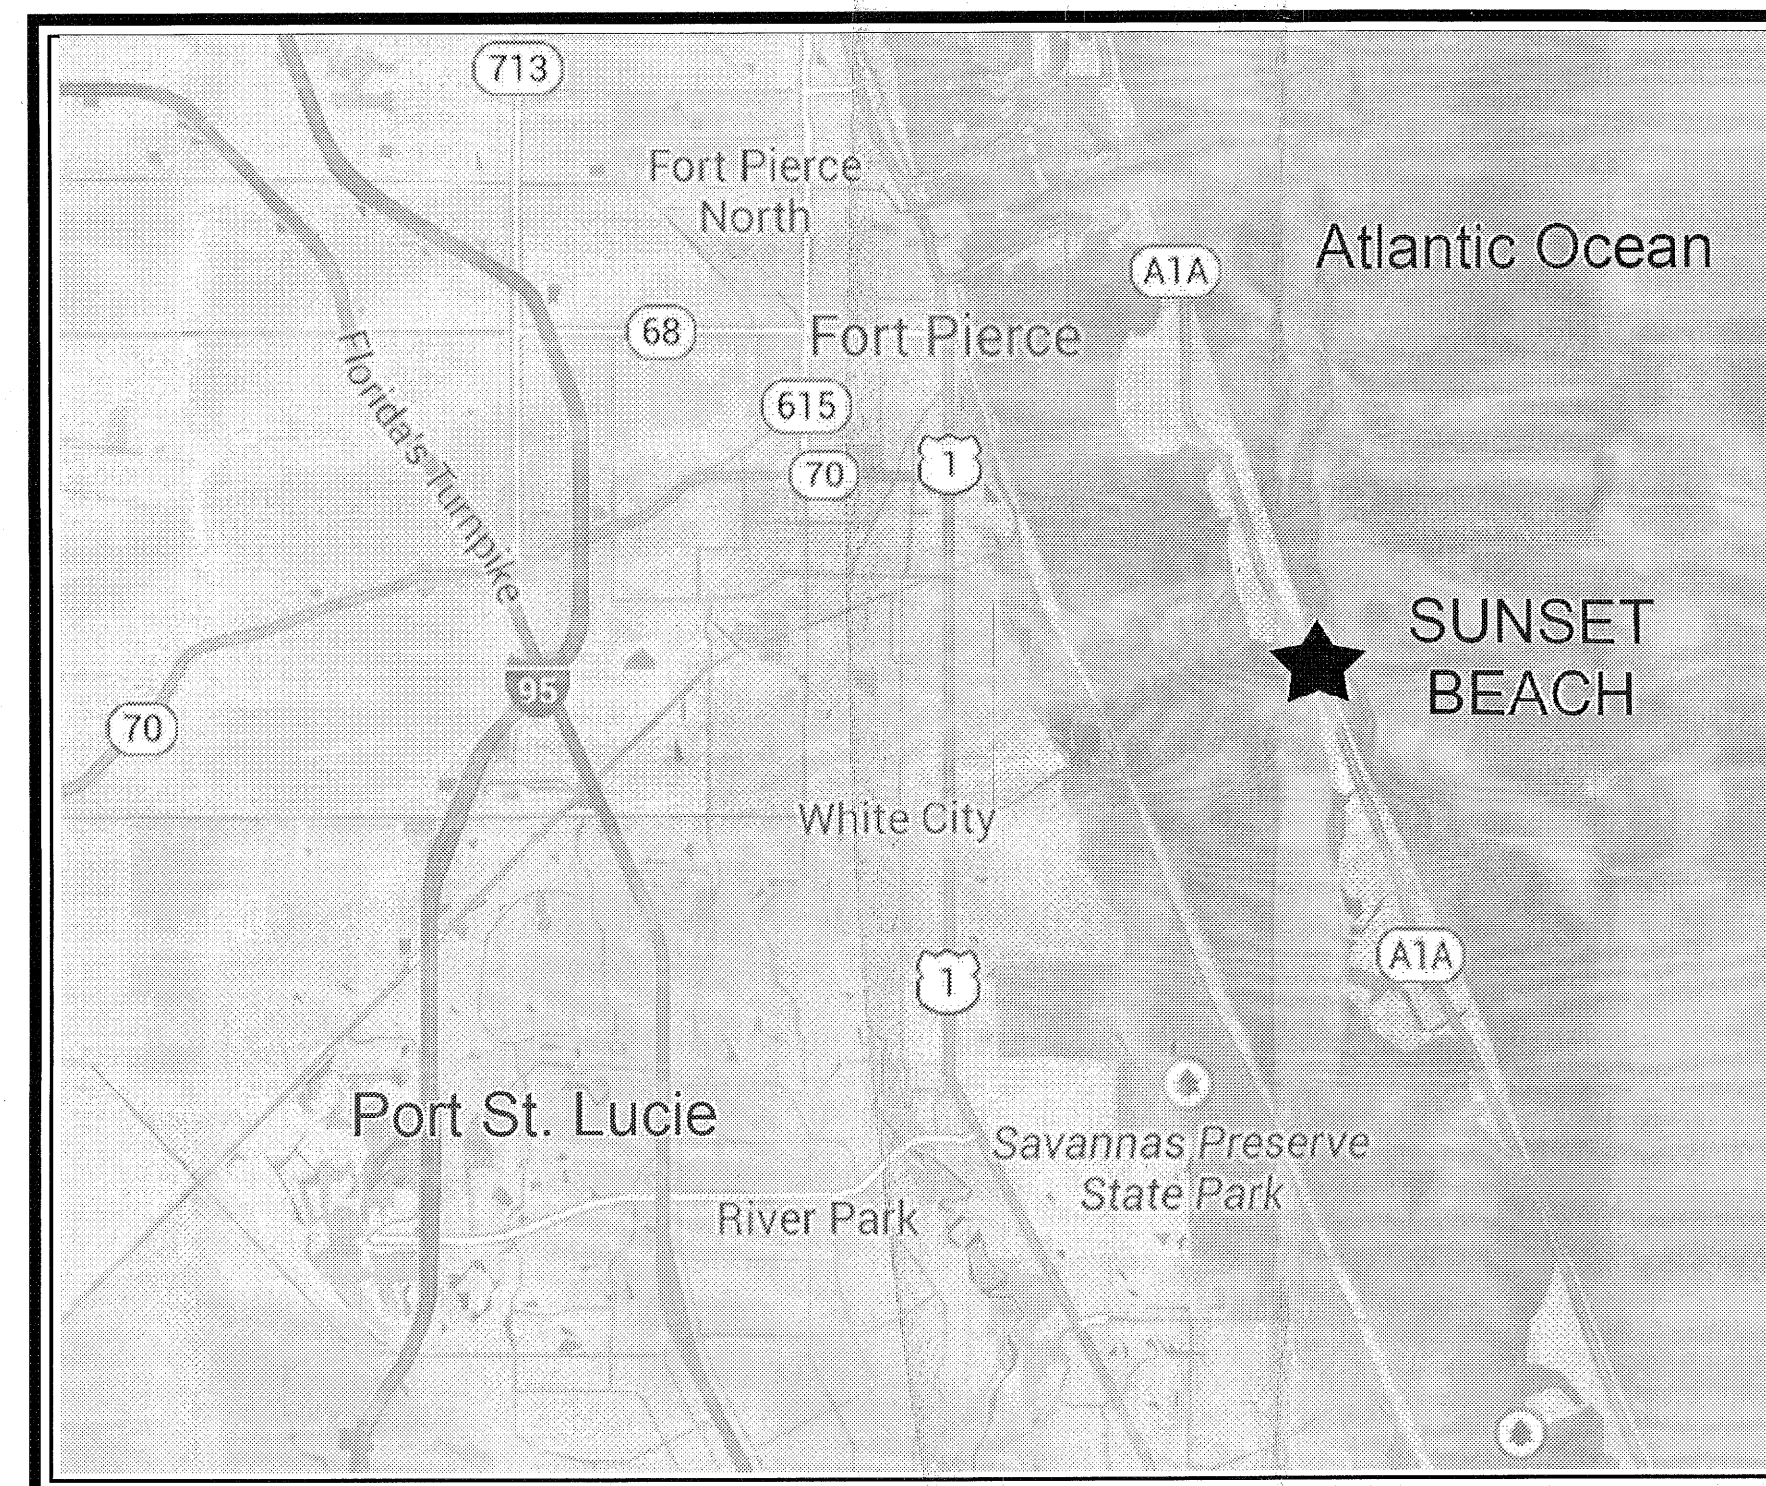 713
Fort Pierce
North
Atlantic Ocean
A1A
68
Fort Pierce
Florida's Turnpike
615
70
1
SUNSET
BEACH
95
70
White City
A1A
1
Port St. Lucie
Savannas Preserve
State Park
River Park